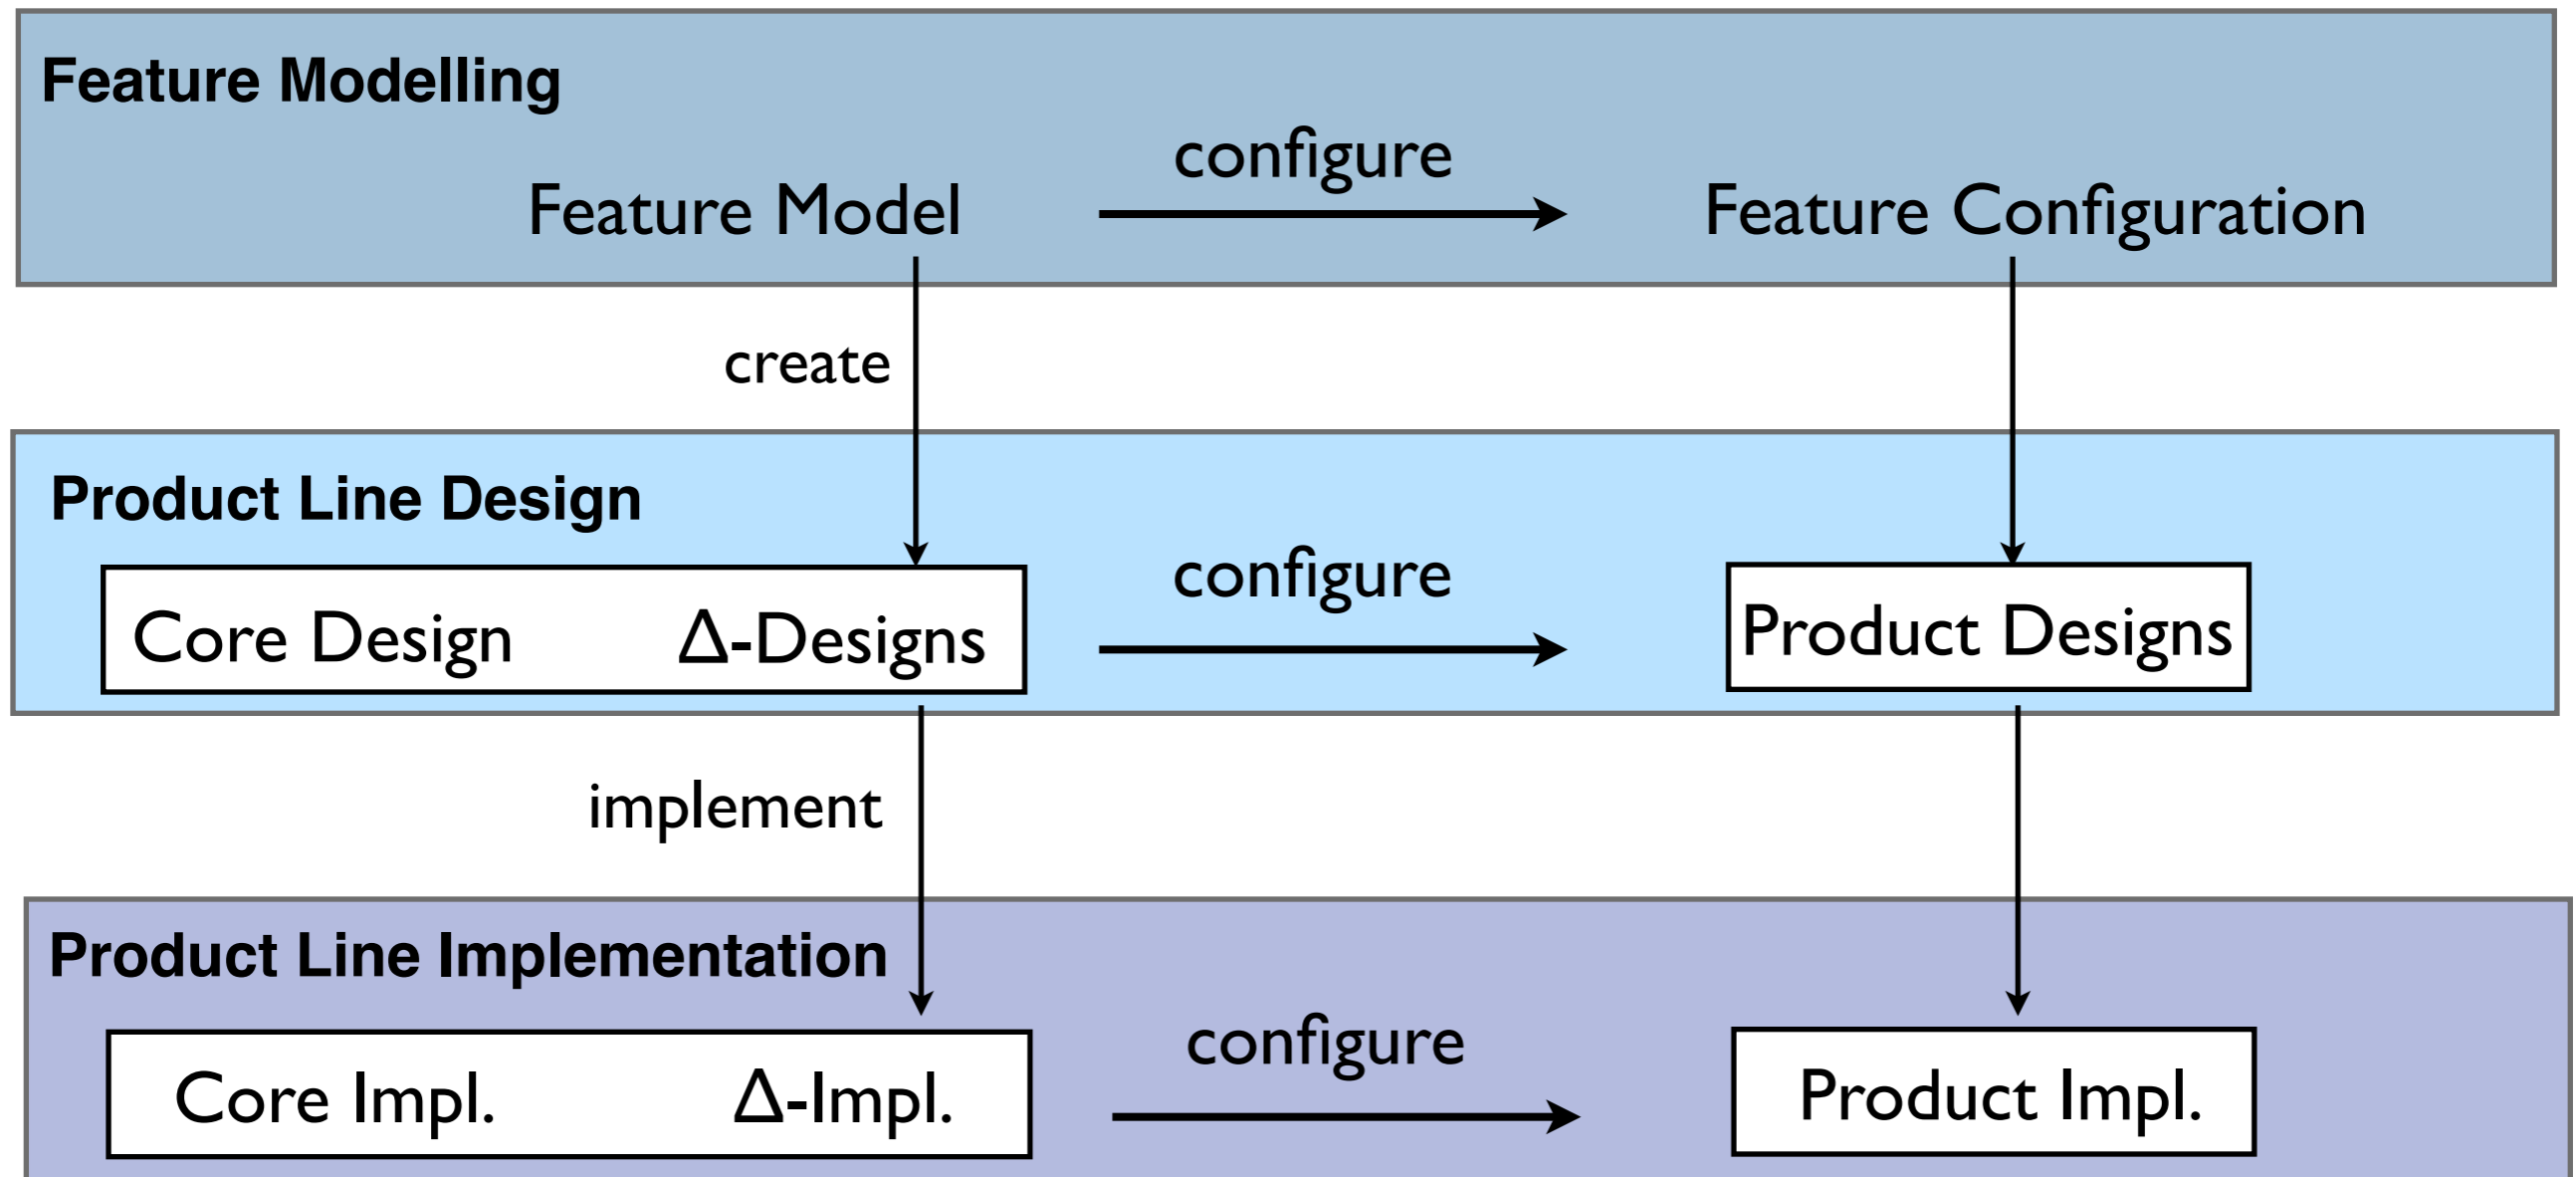 Feature Modelling
configure
Feature Model
Feature Configuration
create
Product Line Design
configure
Core Design
Δ-Designs
Product Designs
implement
Product Line Implementation
configure
Core Impl.
Δ-Impl.
Product Impl.